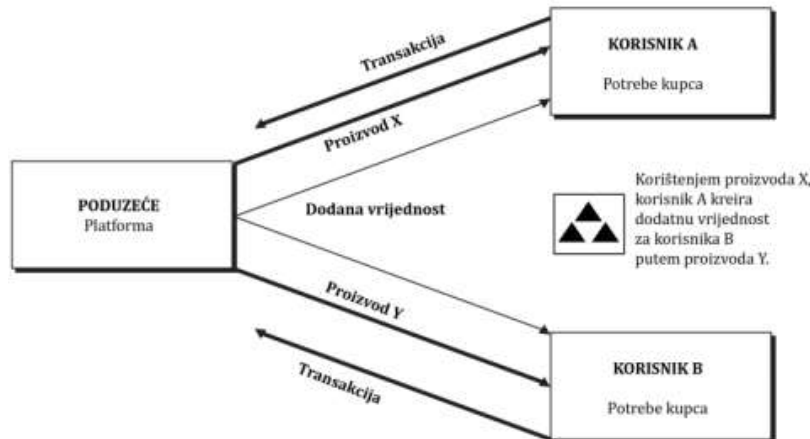 Transakcija
KORISNIK A
Potrebe kupca
Proizvod X
PODUZEĆE
Platforma
Dodana vrijednost
Korištenjem proizvoda X,
korisnik A kreira
dodatnu vrijednost
za korisnika B
putem proizvoda Y.
Proizvod Y
Transakcija
KORISNIK B
Potrebe kupca